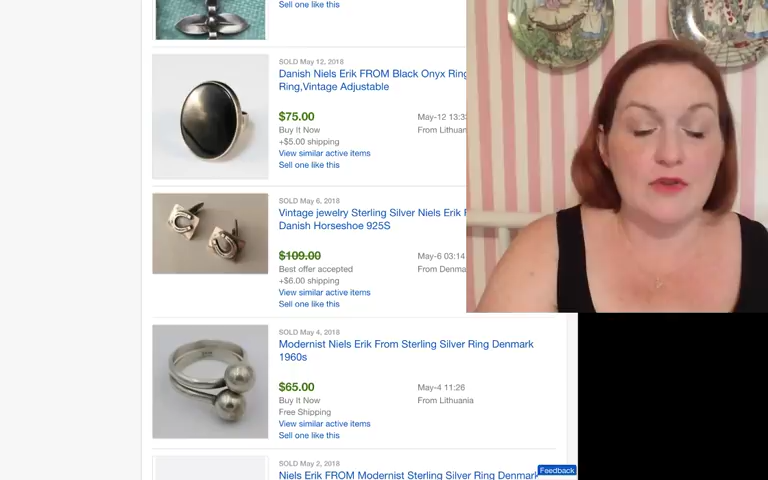 Sell one like this
SOLD May 12, 2018
Danish Niels Erik FROM Black Onyx Ring
Ring,Vintage Adjustable
$75.00
May-12 13:3
Buy It Now
From Lithuan
+$5.00 shipping
View similar active items
Sell one like this
SOLD May 6, 2018
Vintage jewelry Sterling Silver Niels Erik F
Danish Horseshoe 925S
$109.00
May-6 03:14
Best offer accepted
From Denma
+$6.00 shipping
View similar active items
Sell one like this
SOLD May 4, 2018
Modernist Niels Erik From Sterling Silver Ring Denmark
1960s
$65.00
May-4 11:26
Buy It Now
From Lithuania
Free Shipping
View similar active items
Sell one like this
SOLD May 2, 2018
Niels Erik FROM Modernist Sterling Silver Ring Denmark
Feedback